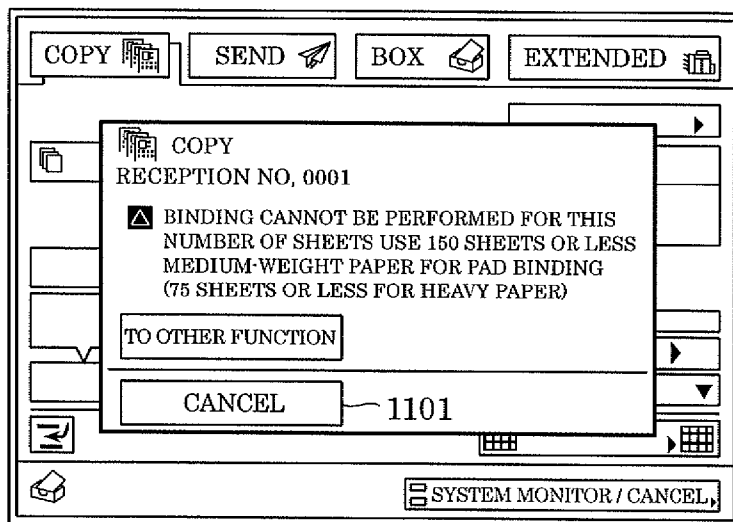 COPY
SEND
BOX
EXTENDED
COPY
RECEPTION NO, 0001
BINDING CANNOT BE PERFORMED FOR THIS
NUMBER OF SHEETS USE 150 SHEETS OR LESS
MEDIUM-WEIGHT PAPER FOR PAD BINDING
(75 SHEETS OR LESS FOR HEAVY PAPER)
TO OTHER FUNCTION
CANCEL
1101
SYSTEM MONITOR / CANCEL